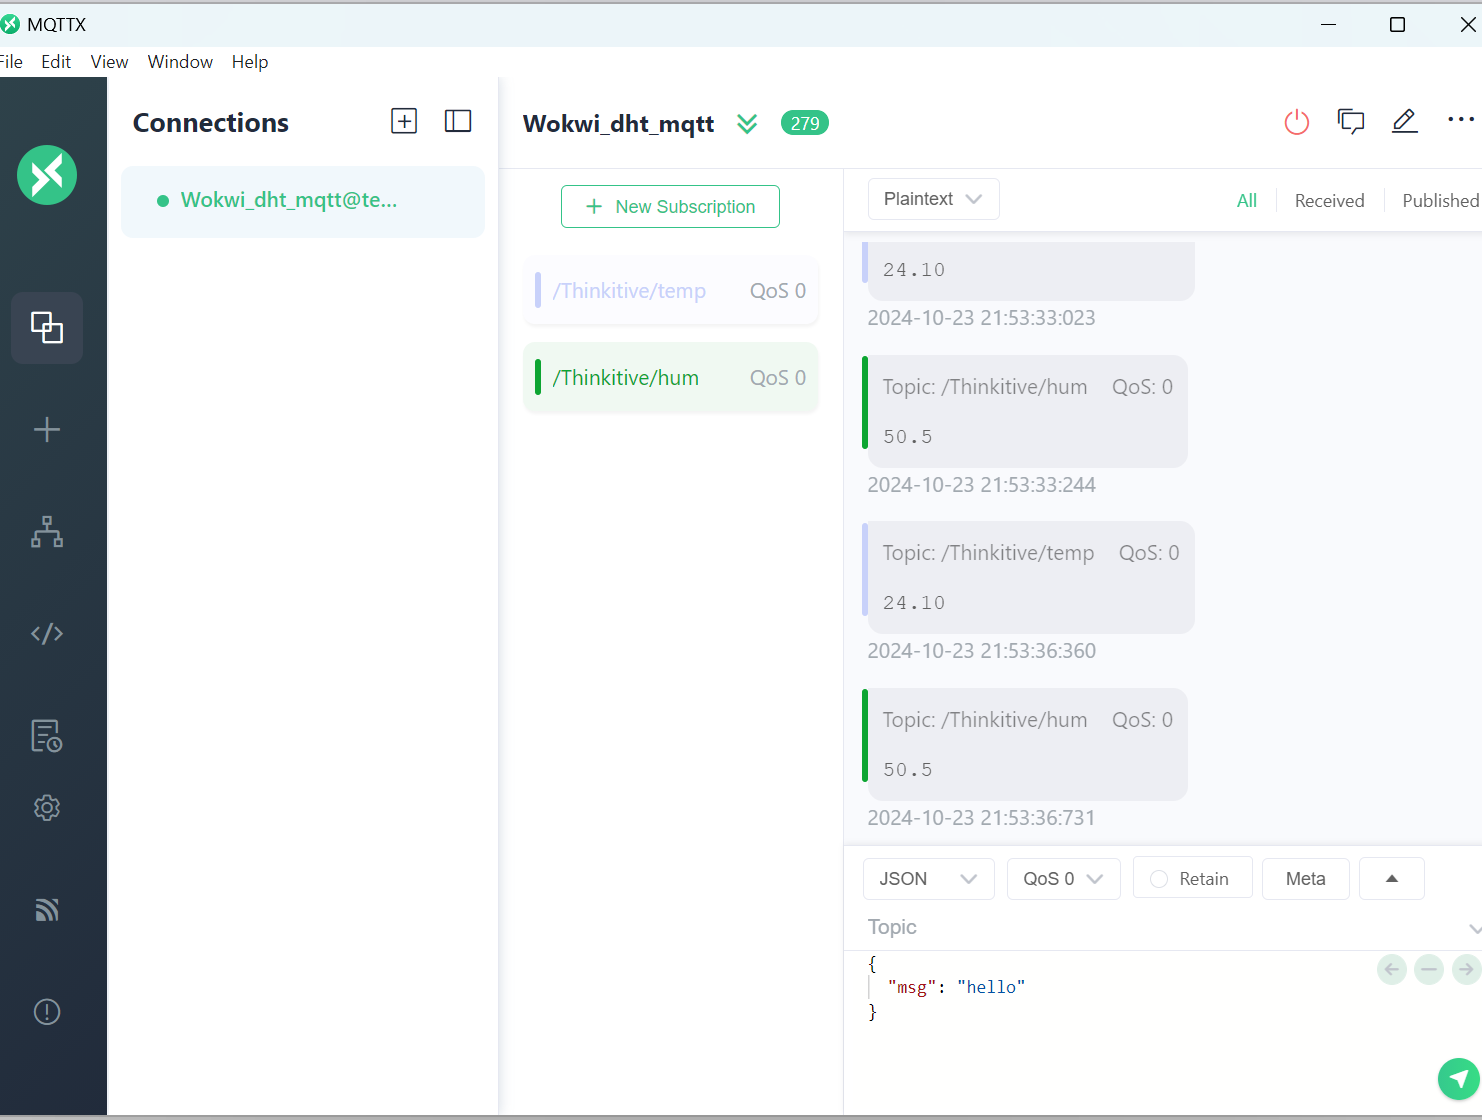 MQTTX
File Edit View Window Help
Connections
Wokwi_dht_mqtt@te...
Wokwi_dht_mqtt 279
New Subscription
/Thinkitive/temp QoS 0
/Thinkitive/hum QoS 0
Plaintext
All Received Published
24.10
2024-10-23 21:53:33:023
Topic: /Thinkitive/hum QoS: 0
50.5
2024-10-23 21:53:33:244
Topic: /Thinkitive/temp QoS: 0
24.10
2024-10-23 21:53:36:360
Topic: /Thinkitive/hum QoS: 0
50.5
2024-10-23 21:53:36:731
JSON QoS 0 Retain Meta
Topic
{
"msg": "hello"
}